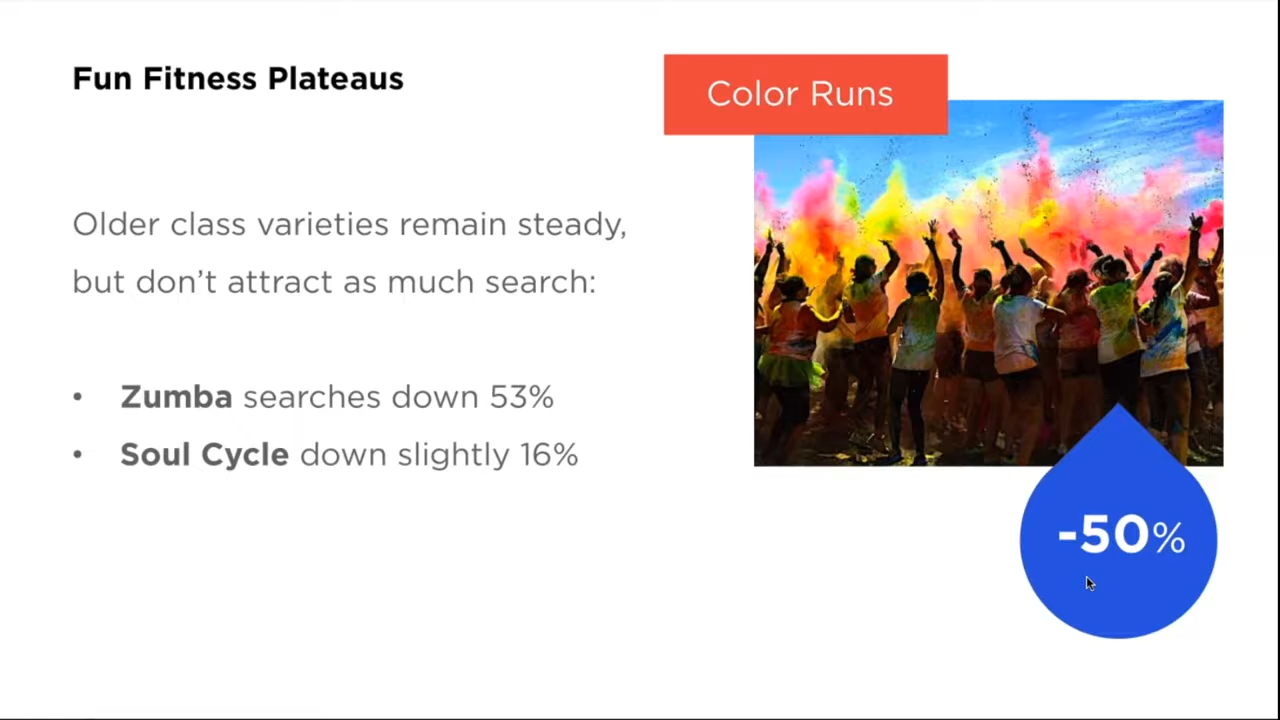 Fun Fitness Plateaus
Color Runs
Older class varieties remain steady,
but don’t attract as much search:
• Zumba searches down 53%
• Soul Cycle down slightly 16%
-50%